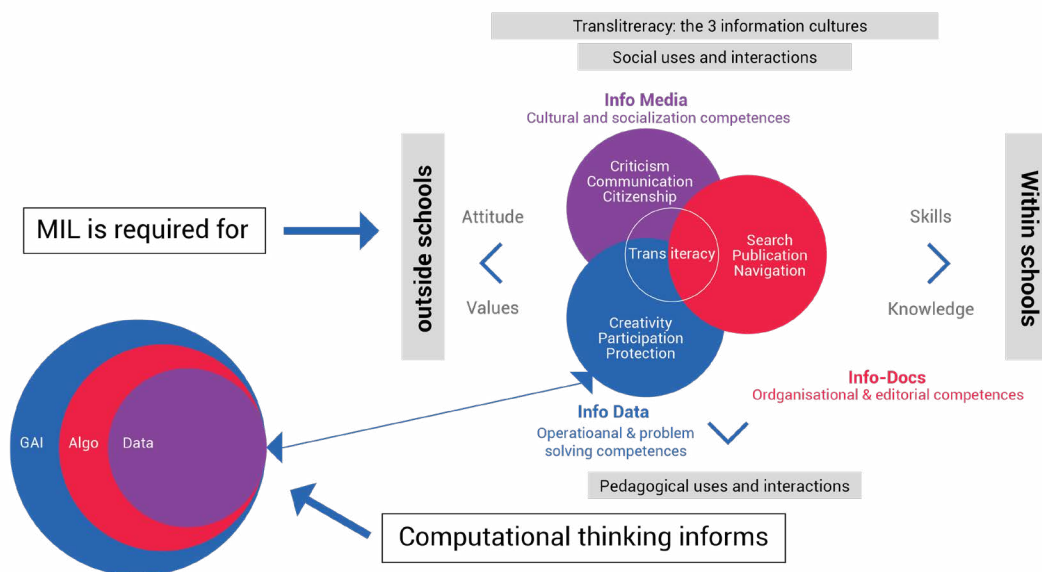 Translitreracy: the 3 information cultures
Social uses and interactions
Info Media
Cultural and socialization competences
Criticism
Communication
Citizenship
MIL is required for
outside schools
Attitude
Values
Trans iteracy
Search
Publication
Navigation
Skills
Knowledge
Within schools
Creativity
Participation
Protection
Info-Docs
Ordganisational & editorial competences
Info Data
Operatioanal & problem
solving competences
GAI
Algo
Data
Pedagogical uses and interactions
Computational thinking informs